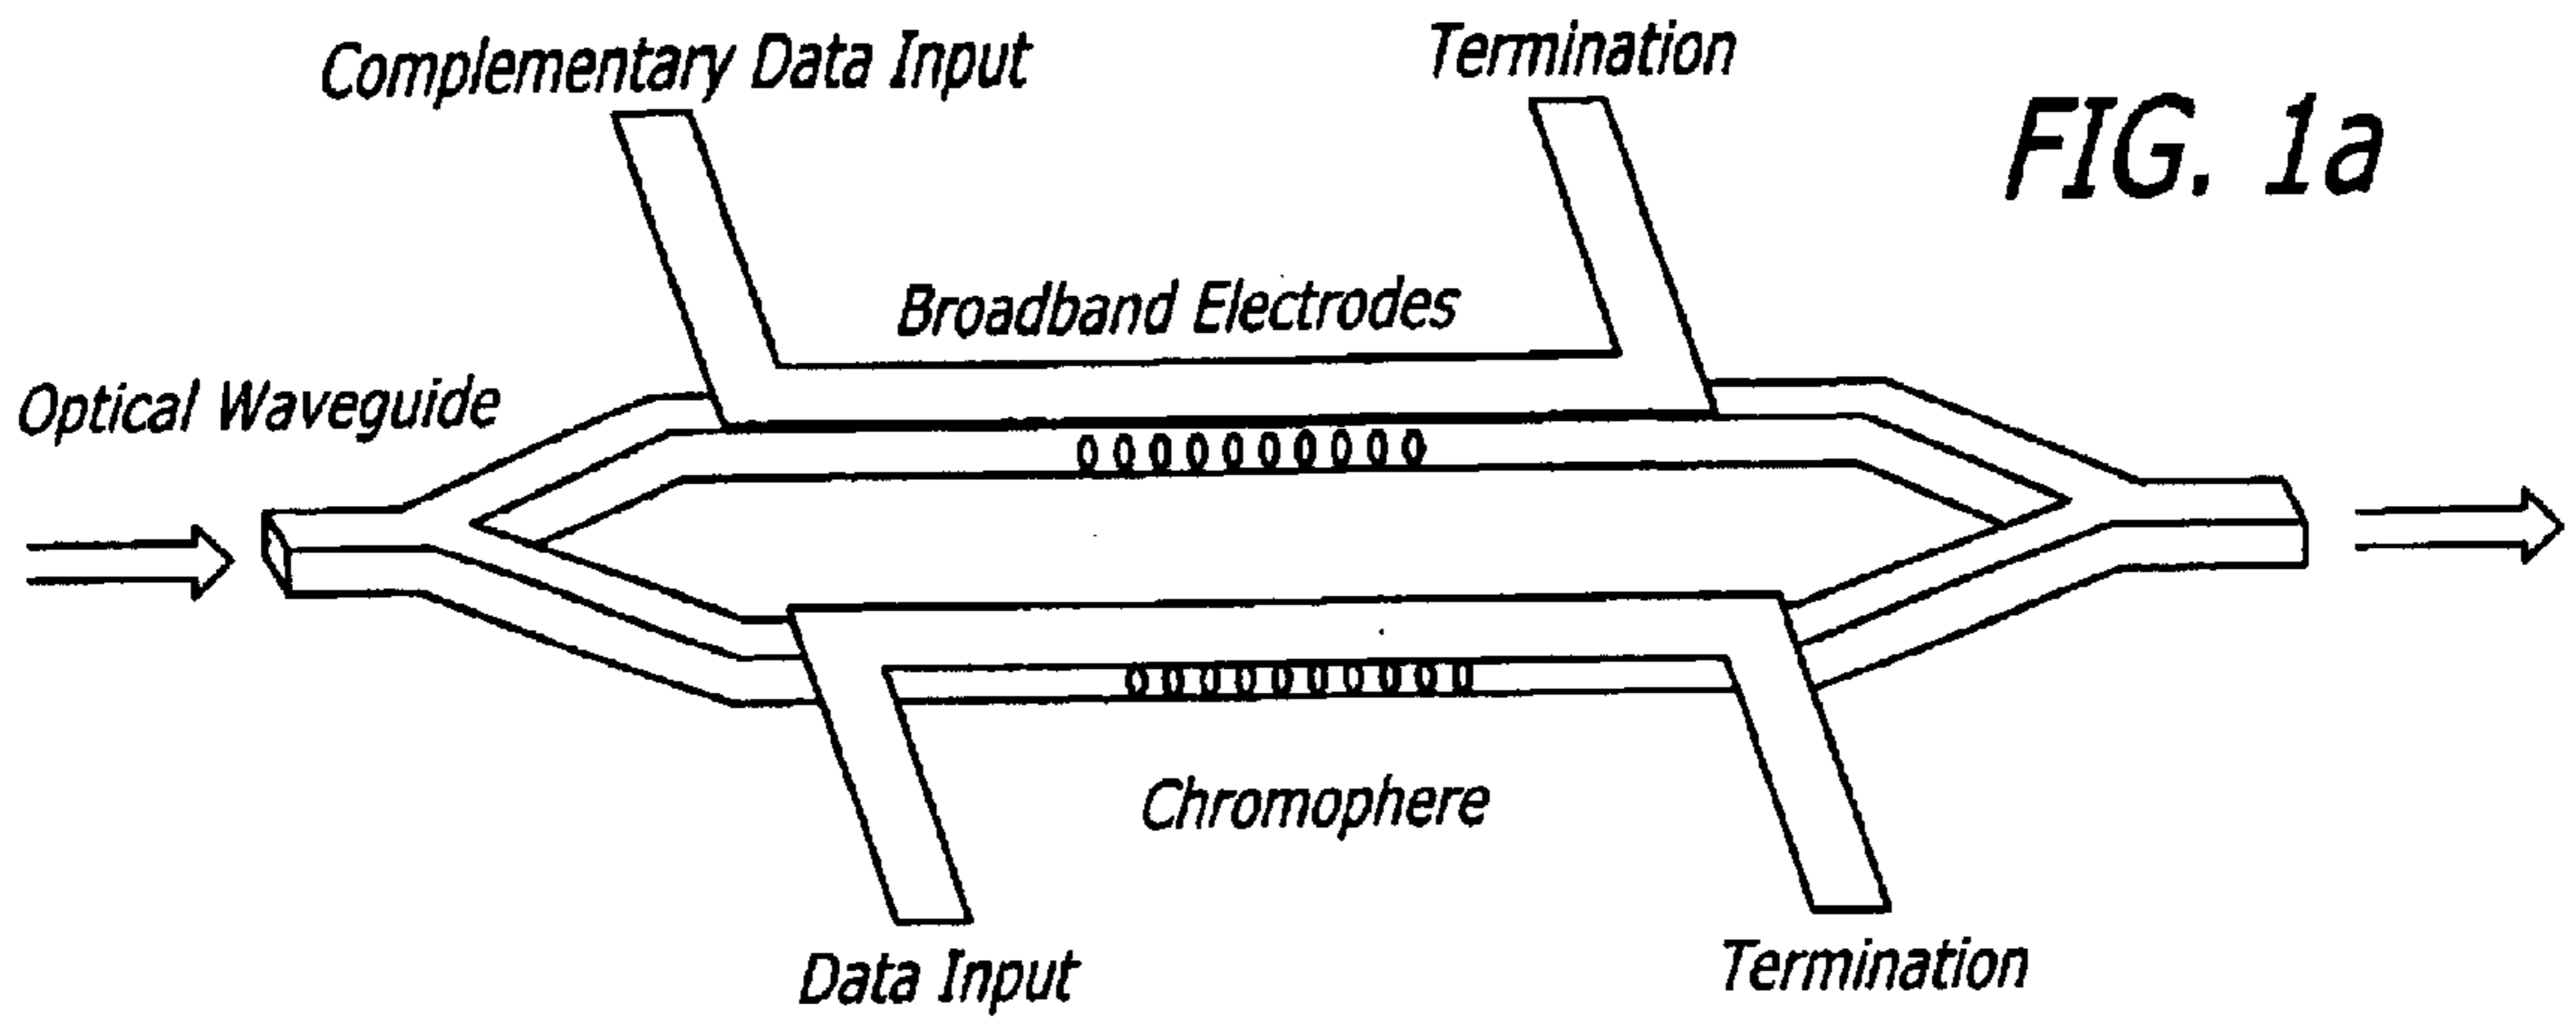 Complementary Data Input
Termination
FIG. 1a
Broadband Electrodes
Optical Waveguide
Chromophere
Data Input
Termination